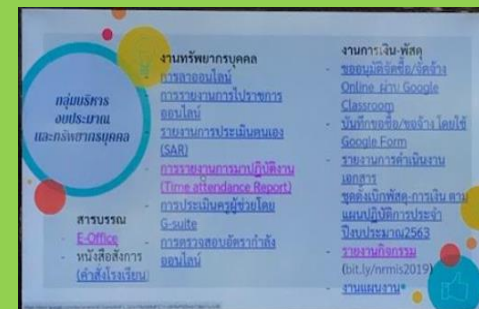 กลุ่มบริหาร
งบประมาณ
และทรัพยากรบุคคล
สารบรรณ
- E-Office
- หนังสือสั่งการ
(คำสั่งโรงเรียน)
งานทรัพยากรบุคคล
- การลาออนไลน์
- การรายงานการไปราชการ
ออนไลน์
- รายงานการประเมินตนเอง
(SAR)
- การรายงานการมาปฏิบัติงาน
(Time attendance Report)
- การประเมินครูผู้ช่วยโดย
G-suite
- การตรวจสอบอัตรากำลัง
ออนไลน์
งานการเงิน-พัสดุ
- ขออนุมัติจัดซื้อ/จัดจ้าง
Online ผ่าน Google
Classroom
- บันทึกขอซื้อ/ขอจ้าง โดยใช้
Google Form
- รายงานการดำเนินงาน
เอกสาร
ชุดตั้งเบิกพัสดุ-การเงิน ตาม
แผนปฏิบัติการประจำ
ปีงบประมาณ2563
- รายงานกิจกรรม
(bit.ly/nrmis2019)
- งานแผนงาน